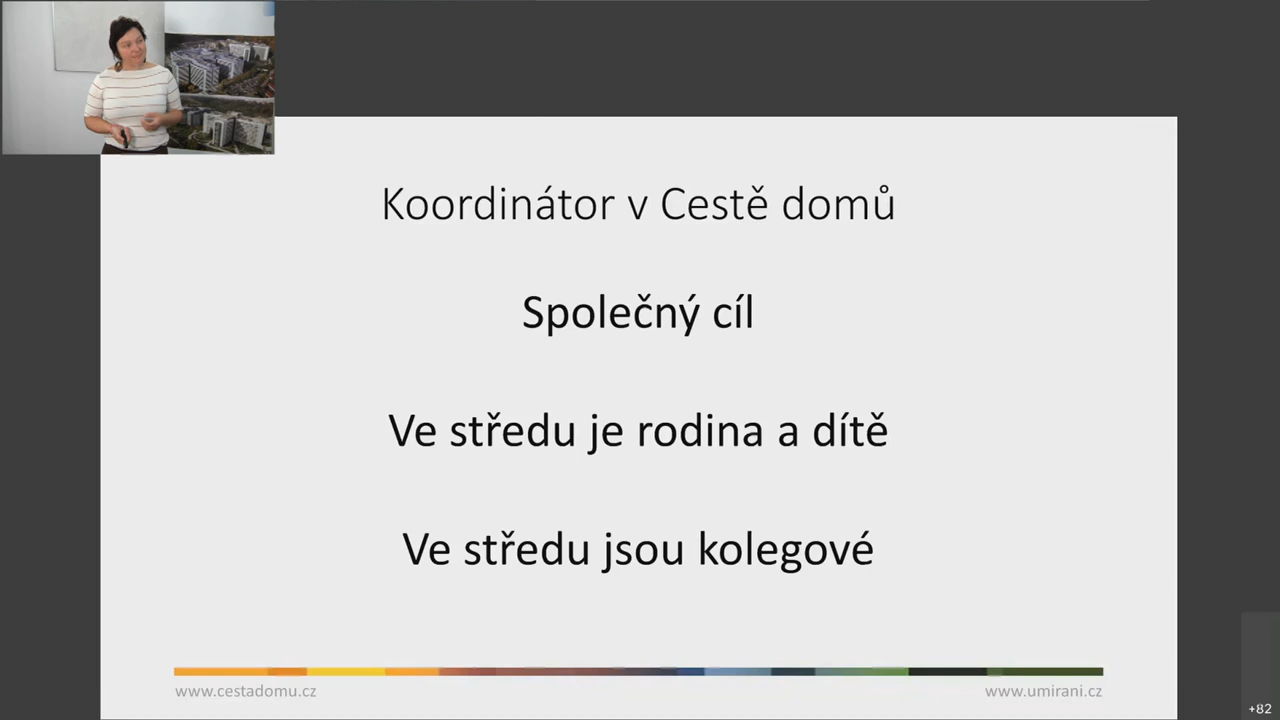 Koordinátor v Cestě domů
Společný cíl
Ve středu je rodina a dítě
Ve středu jsou kolegové
www.cestadomu.cz
www.umirani.cz
+82